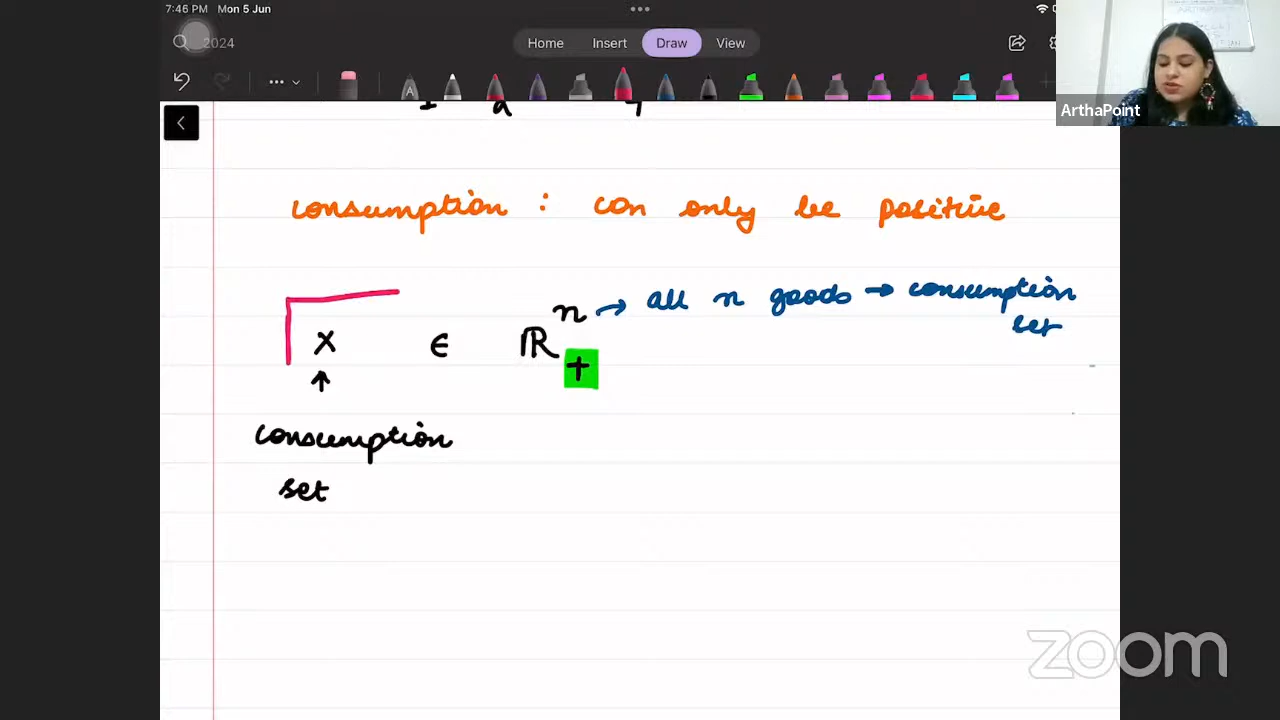 7:46 PM Mon 5 Jun
2024
Home Insert Draw View
A
ArthaPoint
consumption : can only be positive
X ∈ ℝⁿ₊ → all n goods → consumption
set
↑
consumption
set
zoom